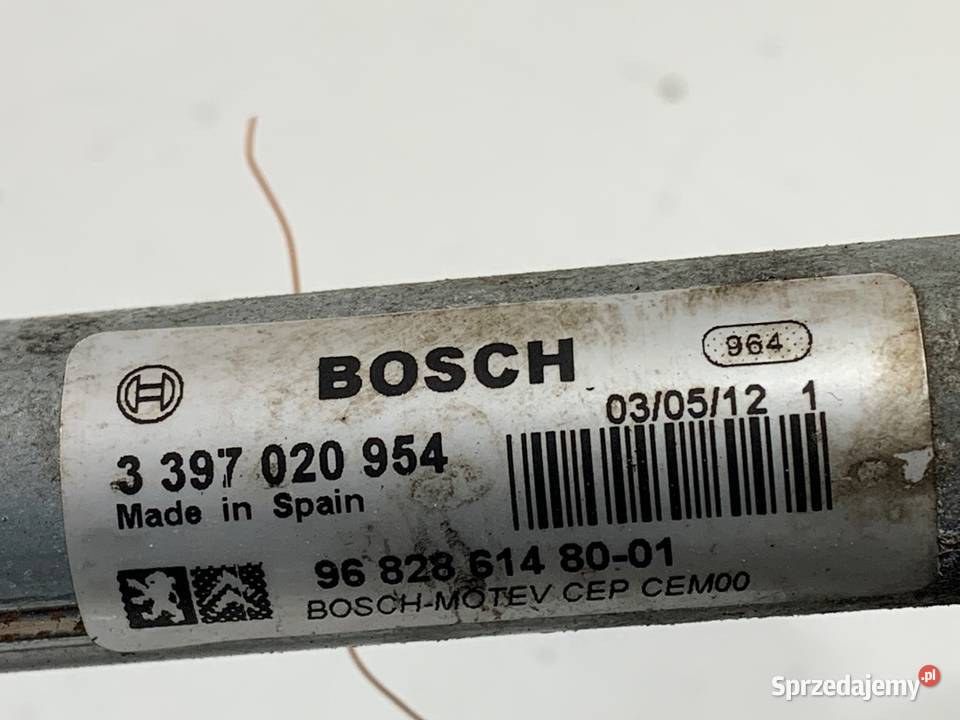 BOSCH
964
03/05/12 1
3 397 020 954
Made in Spain
96 828 614 80-01
BOSCH-MOTEV CEP CEM00
Sprzedajemy.pl